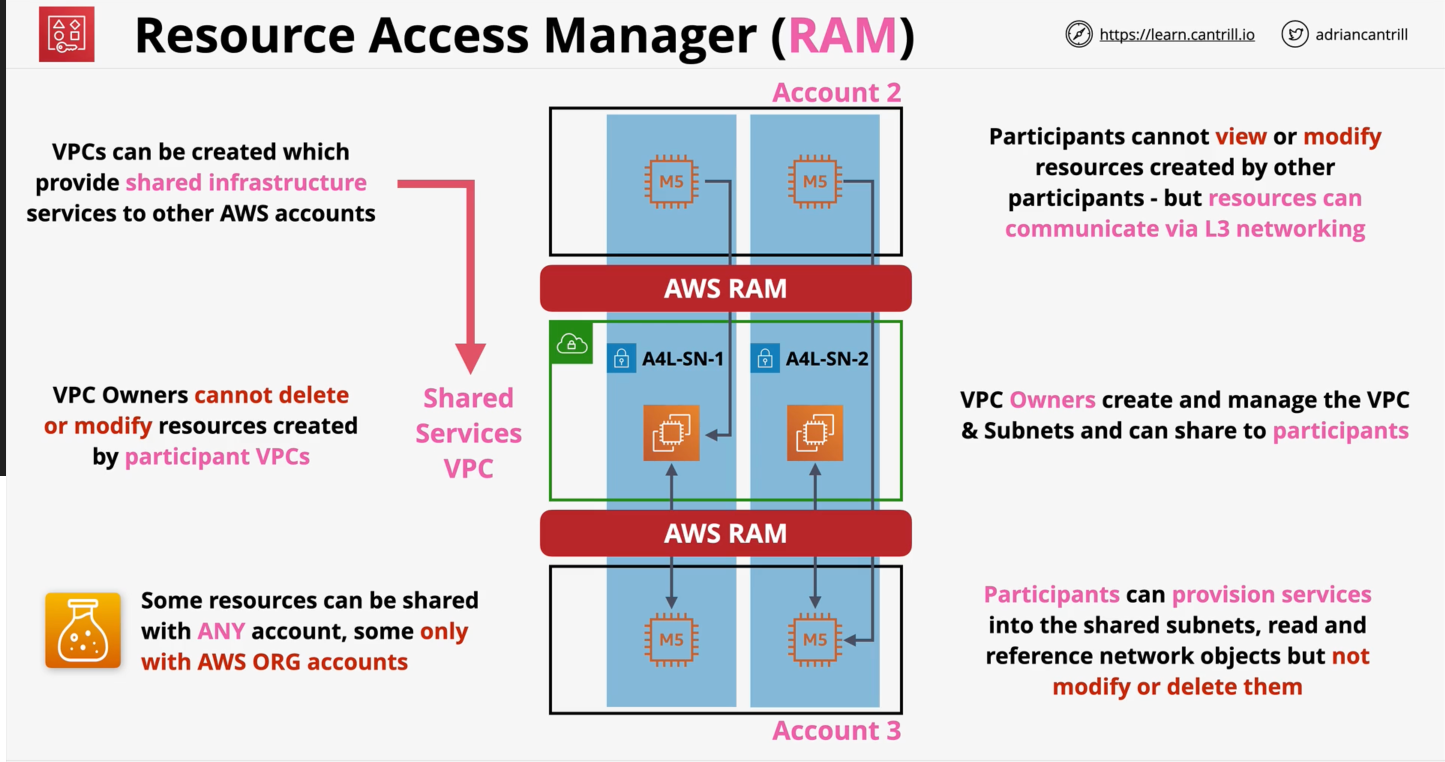 Resource Access Manager (RAM)
https://learn.cantrill.io
adriancantrill
Account 2
VPCs can be created which
provide shared infrastructure
services to other AWS accounts
M5
M5
Participants cannot view or modify
resources created by other
participants - but resources can
communicate via L3 networking
AWS RAM
A4L-SN-1
A4L-SN-2
VPC Owners cannot delete
or modify resources created
by participant VPCs
Shared
Services
VPC
VPC Owners create and manage the VPC
& Subnets and can share to participants
AWS RAM
Some resources can be shared
with ANY account, some only
with AWS ORG accounts
M5
M5
Participants can provision services
into the shared subnets, read and
reference network objects but not
modify or delete them
Account 3